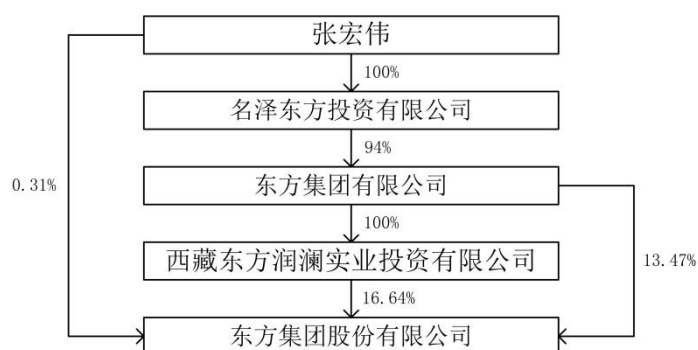 张宏伟
100%
名泽东方投资有限公司
94%
0.31%
东方集团有限公司
100%
西藏东方润澜实业投资有限公司
13.47%
16.64%
东方集团股份有限公司